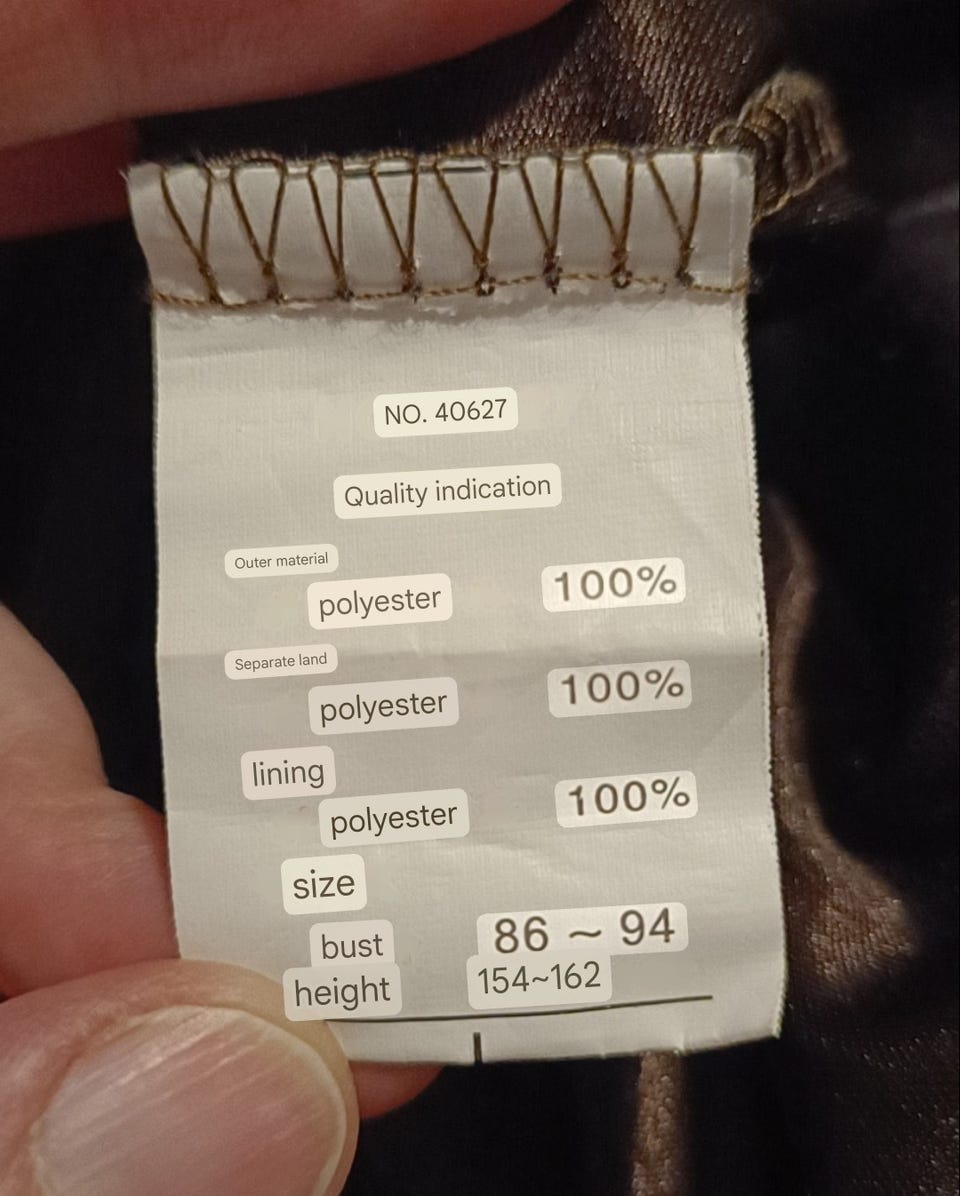 NO. 40627
Quality indication
Outer material
polyester 100%
Separate land
polyester 100%
lining
polyester 100%
size
bust 86 ~ 94
height 154~162